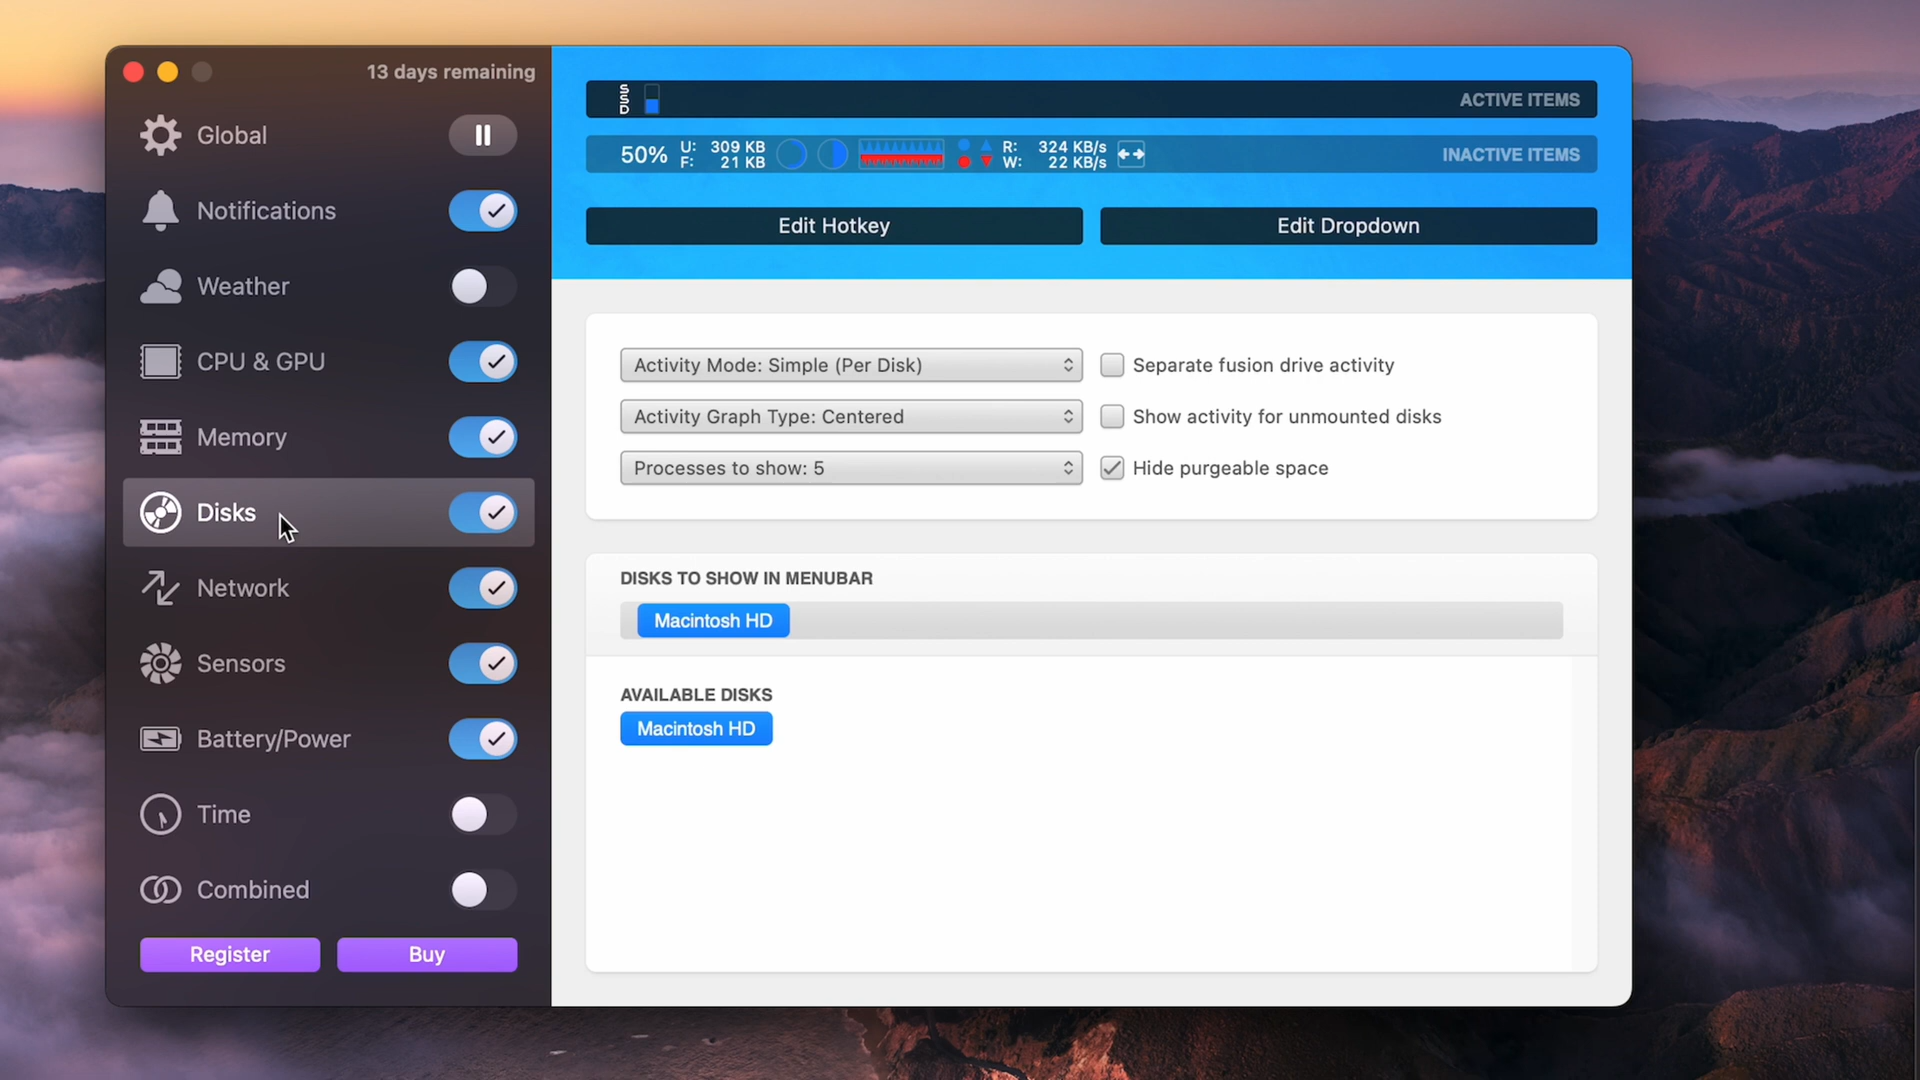 13 days remaining
Global
Notifications
Weather
CPU & GPU
Memory
Disks
Network
Sensors
Battery/Power
Time
Combined
Register
Buy
SSD
ACTIVE ITEMS
50% U: 309 KB R: 324 KB/s
F: 21 KB W: 22 KB/s
INACTIVE ITEMS
Edit Hotkey
Edit Dropdown
Activity Mode: Simple (Per Disk)
Separate fusion drive activity
Activity Graph Type: Centered
Show activity for unmounted disks
Processes to show: 5
Hide purgeable space
DISKS TO SHOW IN MENUBAR
Macintosh HD
AVAILABLE DISKS
Macintosh HD